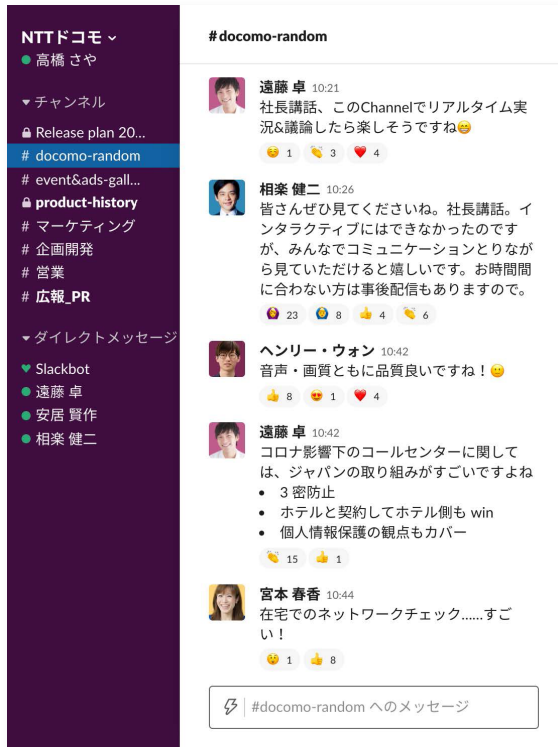 NTTドコモ
高橋 さや
チャンネル
Release plan 20...
# docomo-random
# event&ads-gall...
product-history
# マーケティング
# 企画開発
# 営業
# 広報_PR
ダイレクトメッセージ
Slackbot
遠藤 卓
安居 賢作
相楽 健二
#docomo-random
遠藤 卓 10:21
社長講話、このChannelでリアルタイム実
況&議論したら楽しそうですね😁
☺️ 1 👏 3 ❤️ 4
相楽 健二 10:26
皆さんぜひ見てくださいね。社長講話。イ
ンタラクティブにはできなかったのです
が、みんなでコミュニケーションとりなが
ら見ていただけると嬉しいです。お時間間
に合わない方は事後配信もありますので。
🙆‍♀️ 23 🙆‍♂️ 8 👍 4 👏 6
ヘンリー・ウォン 10:42
音声・画質ともに品質良いですね！🙂
👍 8 😍 1 ❤️ 4
遠藤 卓 10:42
コロナ影響下のコールセンターに関して
は、ジャパンの取り組みがすごいですよね
• 3 密防止
• ホテルと契約してホテル側も win
• 個人情報保護の観点もカバー
👏 15 👍 1
宮本 春香 10:44
在宅でのネットワークチェック......すご
い！
😲 1 👍 8
#docomo-random へのメッセージ